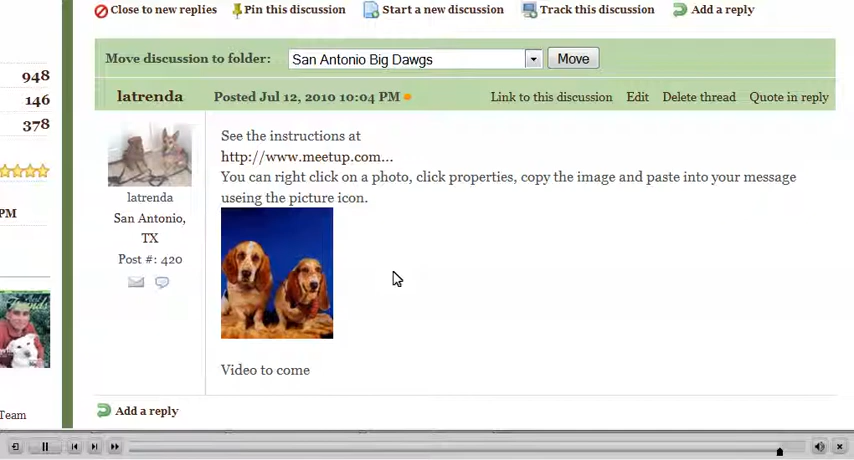 Close to new replies Pin this discussion Start a new discussion Track this discussion Add a reply
Move discussion to folder: San Antonio Big Dawgs Move
948
146
378
latrenda Posted Jul 12, 2010 10:04 PM Link to this discussion Edit Delete thread Quote in reply
See the instructions at
http://www.meetup.com...
You can right click on a photo, click properties, copy the image and paste into your message
useing the picture icon.
latrenda
San Antonio,
TX
Post #: 420
PM
Video to come
Team
Add a reply